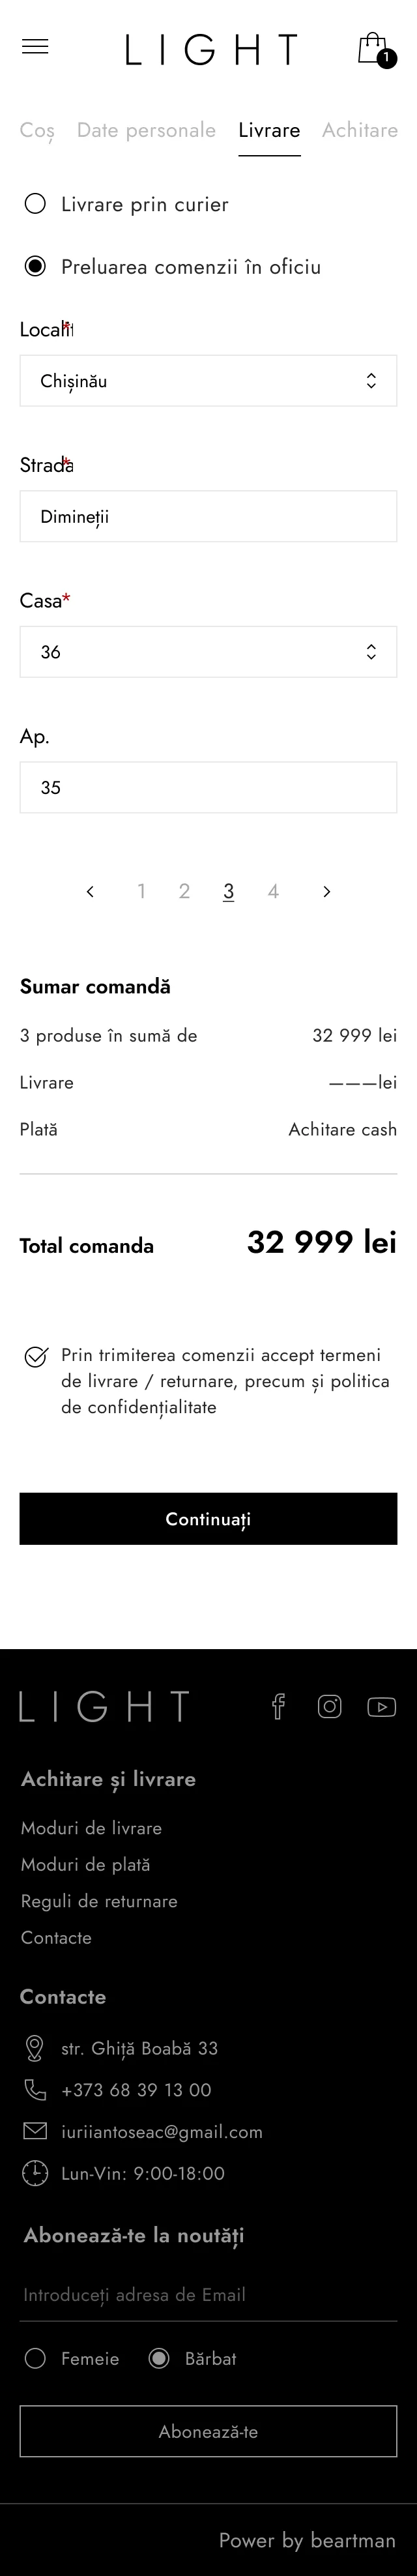 LIGHT
1
Coș Date personale Livrare Achitare
Livrare prin curier
Preluarea comenzii în oficiu
Chișinău
Strada*
Dimineții
Casa*
36
Ap.
35
1 2 3 4
Sumar comandă
3 produse în sumă de 32 999 lei
Livrare ———lei
Plată Achitare cash
Total comanda 32 999 lei
Prin trimiterea comenzii accept termeni
de livrare / returnare, precum și politica
de confidențialitate
Continuați
LIGHT
Achitare și livrare
Moduri de livrare
Moduri de plată
Reguli de returnare
Contacte
Contacte
str. Ghiță Boabă 33
+373 68 39 13 00
iuriiantoseac@gmail.com
Lun-Vin: 9:00-18:00
Abonează-te la noutăți
Introduceți adresa de Email
Femeie Bărbat
Abonează-te
Power by beartman